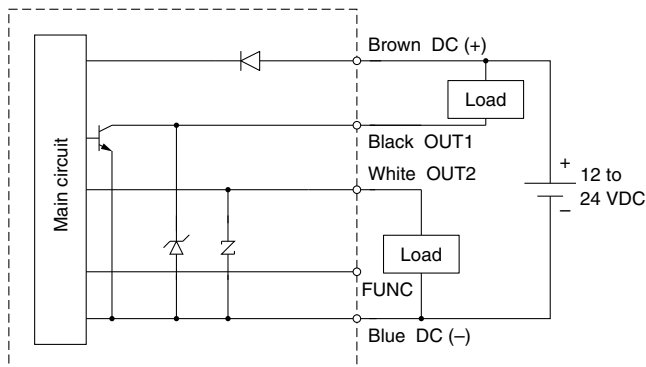 Brown DC (+)
Load
Main circuit
Black OUT1
White OUT2
+
12 to
24 VDC
–
Load
FUNC
Blue DC (–)